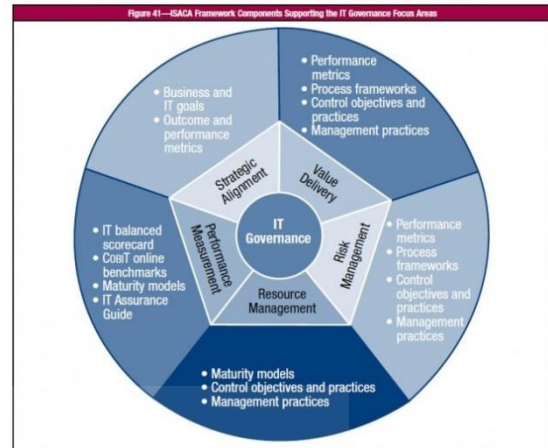 Figure 41—ISACA Framework Components Supporting the IT Governance Focus Areas
• Business and
IT goals
• Outcome and
performance
metrics
• Performance
metrics
• Process frameworks
• Control objectives and
practices
• Management practices
Strategic
Alignment
Value
Delivery
IT
Governance
Performance
Measurement
Risk
Management
Resource
Management
• IT balanced
scorecard
• COBIT online
benchmarks
• Maturity models
• IT Assurance
Guide
• Performance
metrics
• Process
frameworks
• Control
objectives and
practices
• Management
practices
• Maturity models
• Control objectives and practices
• Management practices